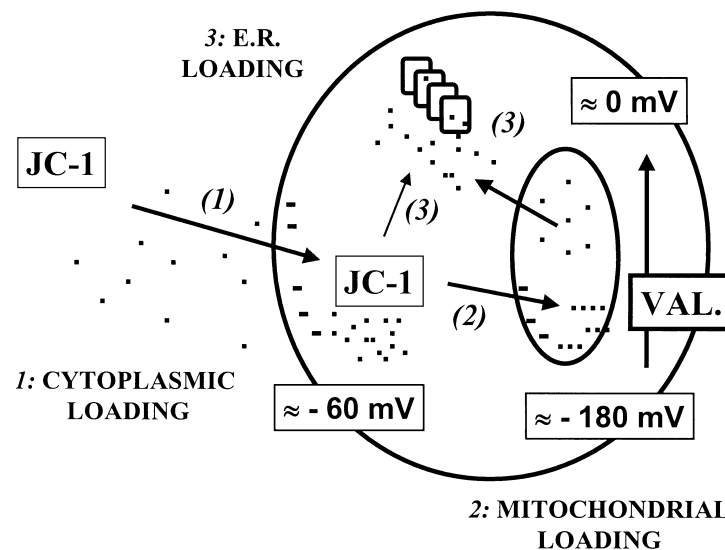 3: E.R.
LOADING
≈ 0 mV
JC-1
(1)
(3)
(3)
JC-1
(2)
VAL.
1: CYTOPLASMIC
LOADING
≈ - 60 mV
≈ - 180 mV
2: MITOCHONDRIAL
LOADING